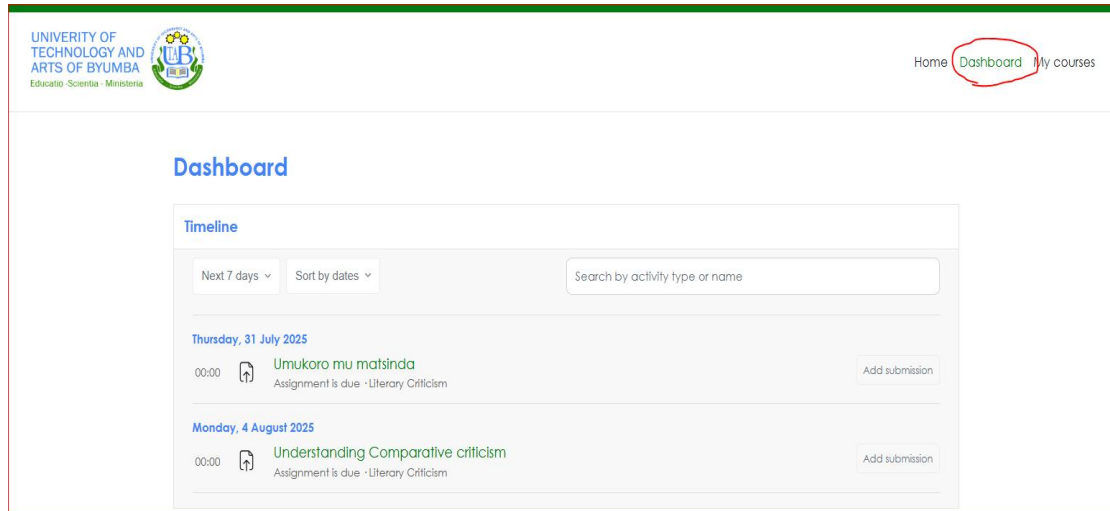 UNIVERITY OF
TECHNOLOGY AND
ARTS OF BYUMBA
Educatio -Scientia - Ministeria
UTAB
Home Dashboard My courses
Dashboard
Timeline
Next 7 days Sort by dates Search by activity type or name
Thursday, 31 July 2025
00:00 Umukoro mu matsinda Add submission
Assignment is due · Literary Criticism
Monday, 4 August 2025
00:00 Understanding Comparative criticism Add submission
Assignment is due · Literary Criticism